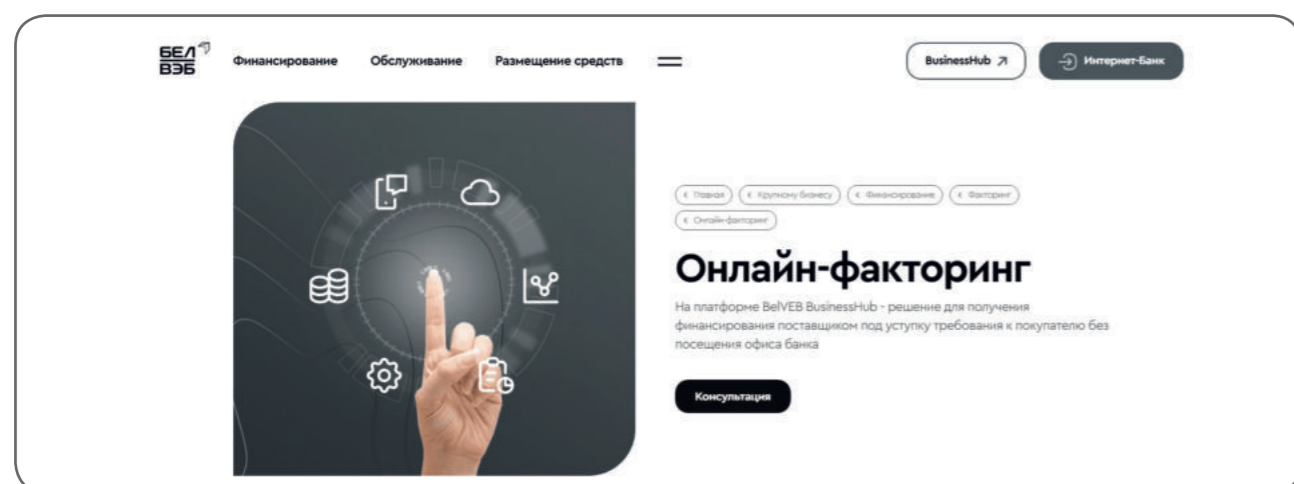 БЕЛ
ВЭБ
Финансирование Обслуживание Размещение средств
BusinessHub
Интернет-Банк
Главная
Крупному бизнесу
Финансирование
Факторинг
Онлайн-факторинг
Онлайн-факторинг
На платформе BelVEB BusinessHub - решение для получения
финансирования поставщиком под уступку требования к покупателю без
посещения офиса банка
Консультация